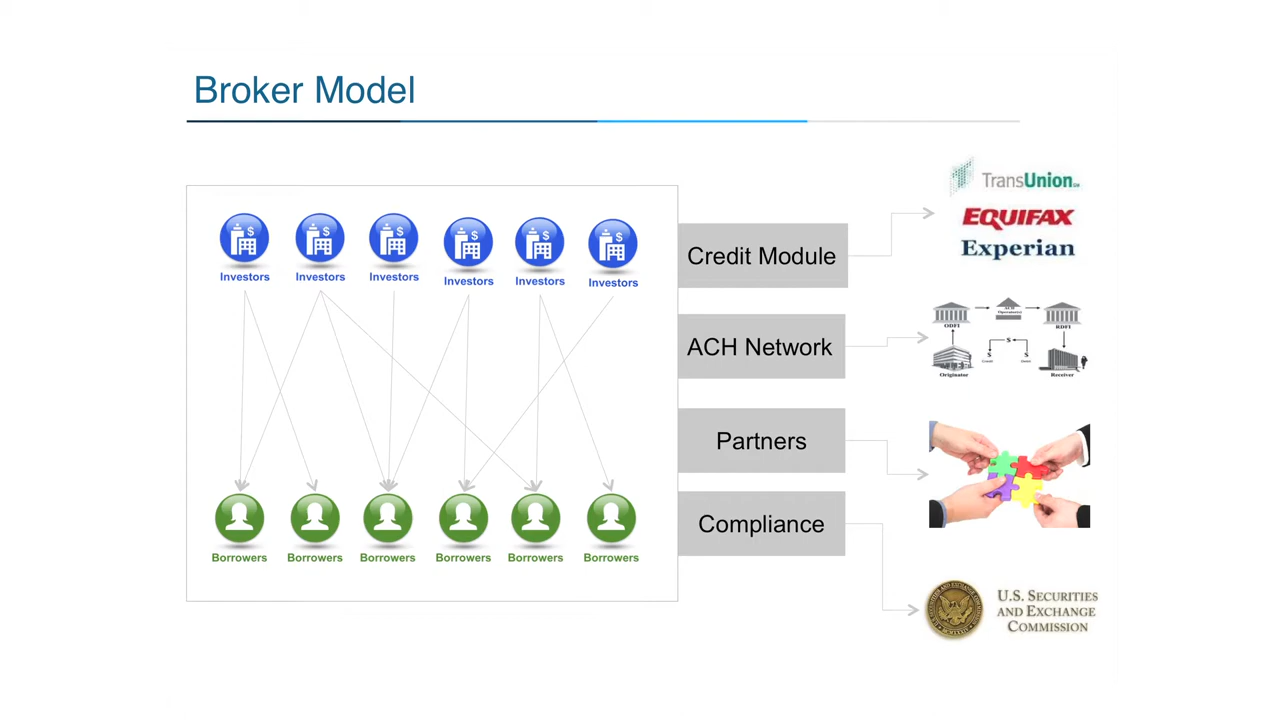 Broker Model
Investors
Investors
Investors
Investors
Investors
Investors
Borrowers
Borrowers
Borrowers
Borrowers
Borrowers
Borrowers
Credit Module
ACH Network
Partners
Compliance
TransUnion
EQUIFAX
Experian
ODFI
RDFI
$
$
$
Originator
Receiver
U.S. SECURITIES
AND EXCHANGE
COMMISSION